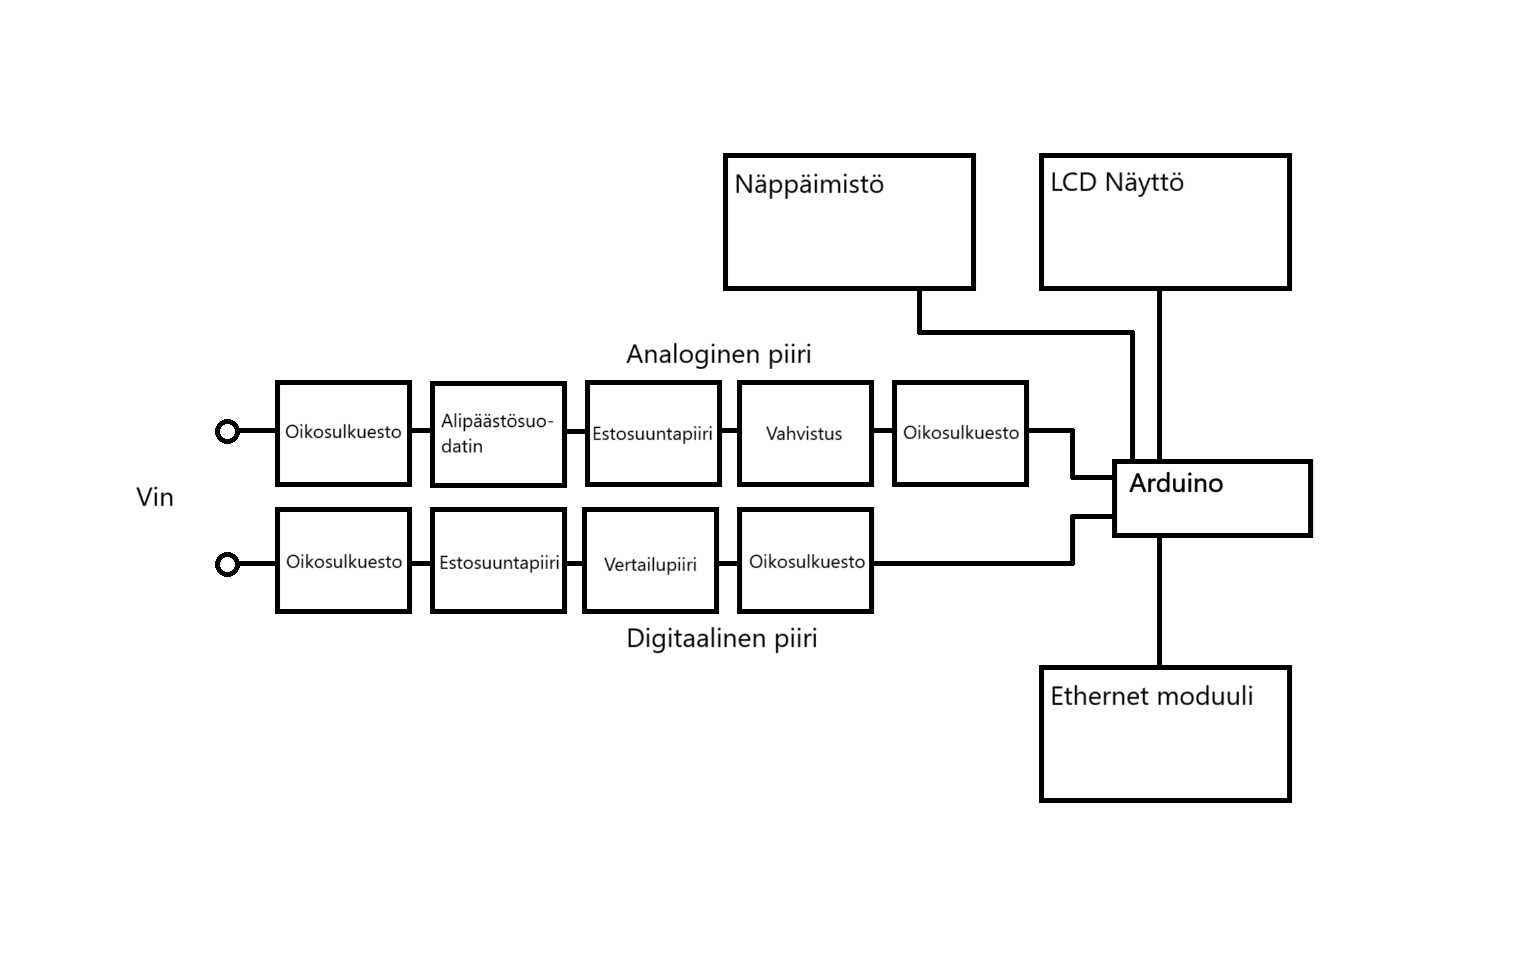 Näppäimistö
LCD Näyttö
Analoginen piiri
Oikosulkuesto
Alipäästösuo-
datin
Estosuuntapiiri
Vahvistus
Oikosulkuesto
Arduino
Vin
Oikosulkuesto
Estosuuntapiiri
Vertailupiiri
Oikosulkuesto
Digitaalinen piiri
Ethernet moduuli